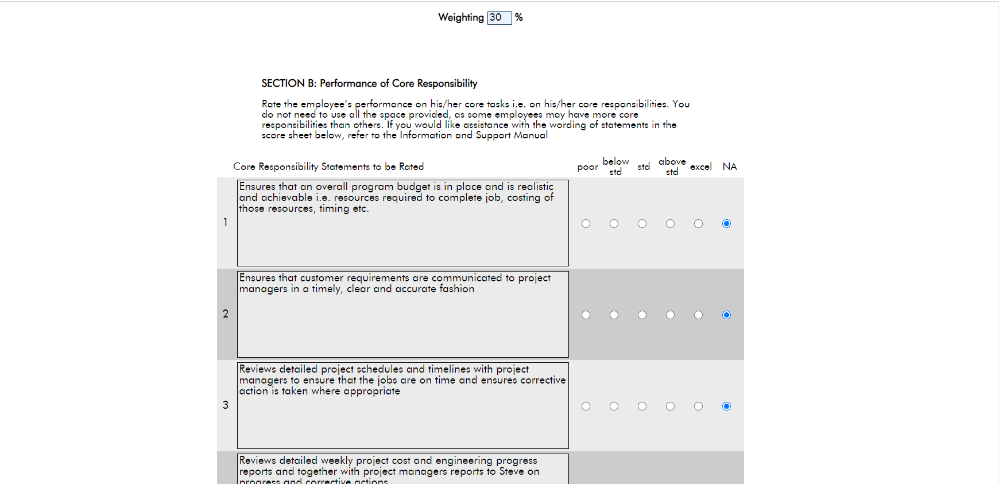 Weighting 30 %
SECTION B: Performance of Core Responsibility
Rate the employee's performance on his/her core tasks i.e. on his/her core responsibilities. You
do not need to use all the space provided, as some employees may have more core
responsibilities than others. If you would like assistance with the wording of statements in the
score sheet below, refer to the Information and Support Manual
Core Responsibility Statements to be Rated poor below std std above std excel NA
Ensures that an overall program budget is in place and is realistic
and achievable i.e. resources required to complete job, costing of
those resources, timing etc.
1
Ensures that customer requirements are communicated to project
managers in a timely, clear and accurate fashion
2
Reviews detailed project schedules and timelines with project
managers to ensure that the jobs are on time and ensures corrective
action is taken where appropriate
3
Reviews detailed weekly project cost and engineering progress
reports and together with project managers reports to Steve on
progress and corrective actions